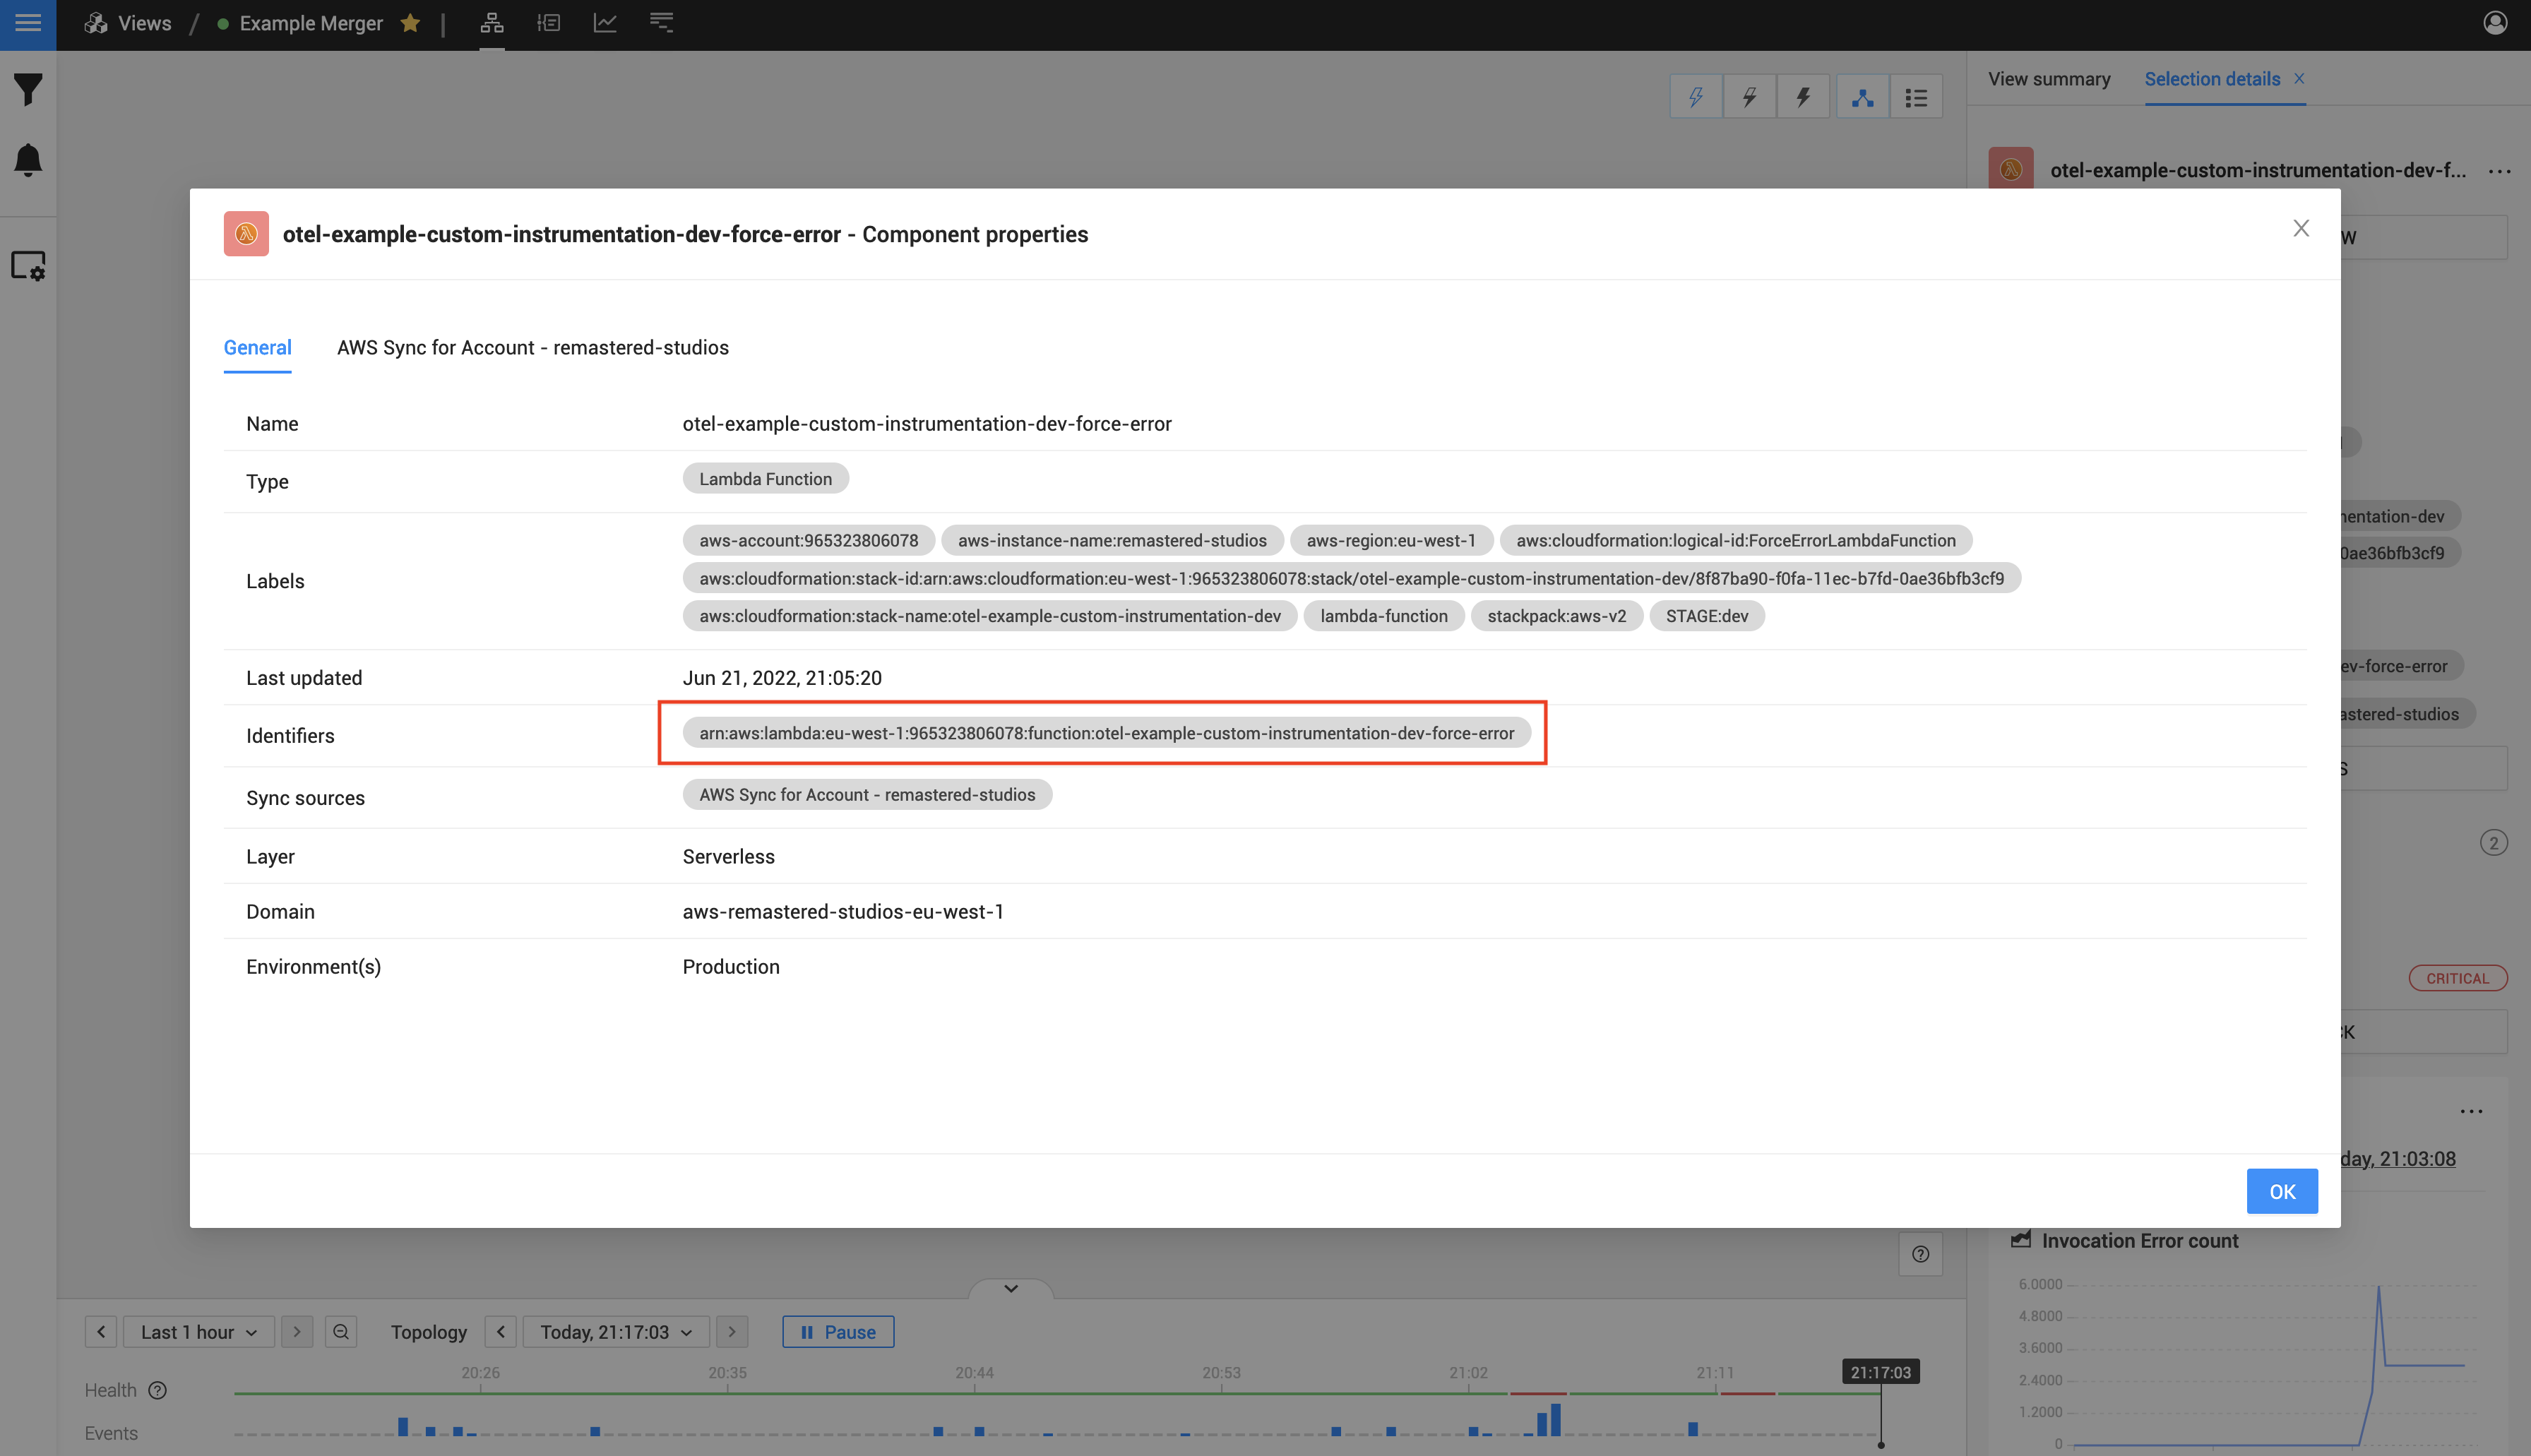 Views / Example Merger
View summary
Selection details
otel-example-custom-instrumentation-dev-f...
otel-example-custom-instrumentation-dev-force-error - Component properties
General
AWS Sync for Account - remastered-studios
Name
otel-example-custom-instrumentation-dev-force-error
Type
Lambda Function
Labels
aws-account:965323806078 aws-instance-name:remastered-studios aws-region:eu-west-1 aws:cloudformation:logical-id:ForceErrorLambdaFunction
aws:cloudformation:stack-id:arn:aws:cloudformation:eu-west-1:965323806078:stack/otel-example-custom-instrumentation-dev/8f87ba90-f0fa-11ec-b7fd-0ae36bfb3cf9
aws:cloudformation:stack-name:otel-example-custom-instrumentation-dev lambda-function stackpack:aws-v2 STAGE:dev
Last updated
Jun 21, 2022, 21:05:20
Identifiers
arn:aws:lambda:eu-west-1:965323806078:function:otel-example-custom-instrumentation-dev-force-error
Sync sources
AWS Sync for Account - remastered-studios
Layer
Serverless
Domain
aws-remastered-studios-eu-west-1
Environment(s)
Production
OK
W
nentation-dev
0ae36bfb3cf9
ev-force-error
astered-studios
S
2
CRITICAL
CK
day, 21:03:08
Invocation Error count
6.0000
4.8000
3.6000
2.4000
1.2000
0
Last 1 hour
Topology
Today, 21:17:03
Pause
20:26 20:35 20:44 20:53 21:02 21:11 21:17:03
Health
Events